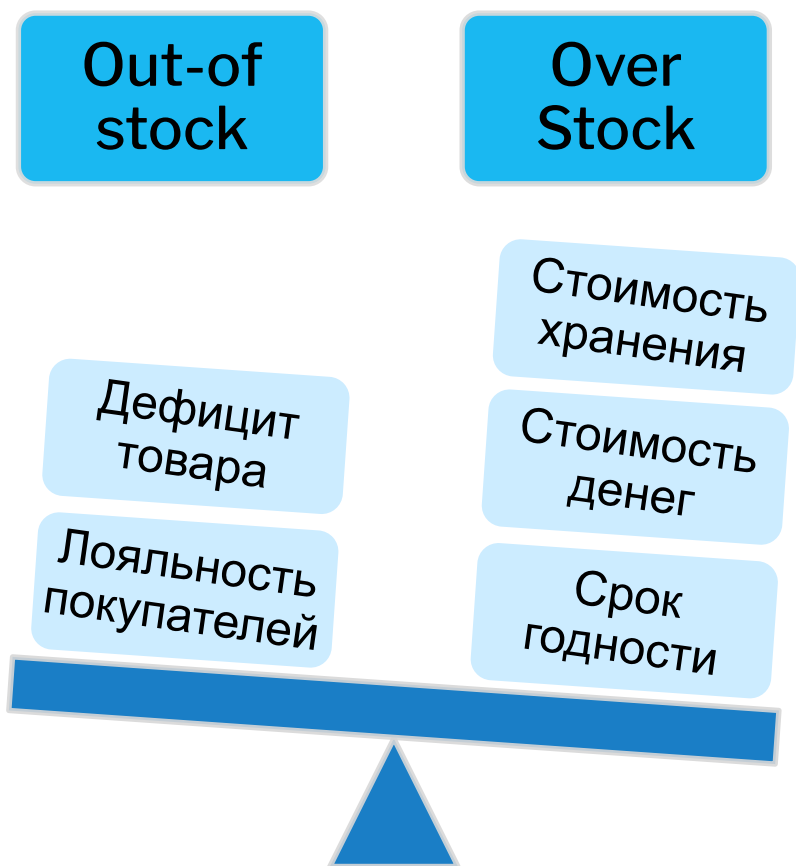 Out-of
stock
Over
Stock
Дефицит
товара
Лояльность
покупателей
Стоимость
хранения
Стоимость
денег
Срок
годности